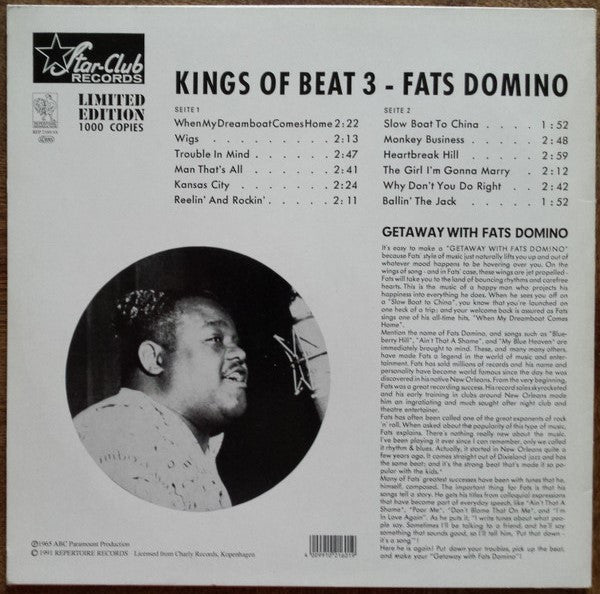 Star-Club
RECORDS
LIMITED
EDITION
1000 COPIES
KINGS OF BEAT 3 - FATS DOMINO
SEITE 1
When My Dreamboat Comes Home 2:22
Wigs . . . . . . . . 2:13
Trouble In Mind . . . . . 2:47
Man That's All . . . . . . 2:41
Kansas City . . . . . . 2:24
Reelin' And Rockin' . . . . 2:11
SEITE 2
Slow Boat To China . . . . 1:52
Monkey Business . . . . . 2:48
Heartbreak Hill . . . . . 2:59
The Girl I'm Gonna Marry . . 2:12
Why Don't You Do Right . . 2:42
Ballin' The Jack . . . . . 1:52
GETAWAY WITH FATS DOMINO
It's easy to make a "GETAWAY WITH FATS DOMINO"
because Fats' style of music just naturally lifts you up and out of
whatever mood happens to be hovering over you. On the
wings of song - and in Fats' case, these wings are jet propelled -
Fats will take you to the land of bouncing rhythms and carefree
hearts. This is the music of a happy man who projects his
happiness into everything he does. When he sees you off on
a "Slow Boat to China", you know that you're launched on
one heck of a trip; and your welcome back is assured as Fats
sings one of his all-time hits, "When My Dreamboat Comes
Home".
Mention the name of Fats Domino, and songs such as "Blue-
berry Hill", "Ain't That A Shame", and "My Blue Heaven" are
immediately brought to mind. These, and many many others,
have made Fats a legend in the world of music and enter-
tainment. Fats has sold millions of records and his name and
personality have become world famous since the day he was
discovered in his native New Orleans. From the very beginning,
Fats was a great recording success. His record sales skyrocketed
and his early training in clubs around New Orleans made
him an ingratiating and much sought after night club and
theatre entertainer.
Fats has often been called one of the great exponents of rock
'n' roll. When asked about the popularity of this type of music,
Fats explains. There's nothing really new about the music.
I've been playing it ever since I can remember, only we called
it rhythm & blues. Actually, it started in New Orleans quite a
few years ago. It comes straight out of Dixieland jazz and has
the same beat; and it's the strong beat that's made it so po-
pular with the kids."
Many of Fats' greatest successes have been with tunes that he,
himself, composed. The important thing for Fats is that his
songs tell a story. He gets his titles from colloquial expressions
that have become part of everyday speeds, like "Ain't That A
Shame", "Poor Me", "Don't Blame That On Me", and "I'm
In Love Again". As he puts it; "I write tunes about what peo-
ple say. Sometimes I'll be talking to a friend, and he'll say
something that sounds good, so I'll tell him, 'Put that down -
it's a song'"!
Here he is again! Put down your troubles, pick up the beat,
and make your "Getaway with Fats Domino"!
©1965 ABC Paramount Production
©1991 REPERTOIRE RECORDS Licensed from Charly Records, Kopenhagen